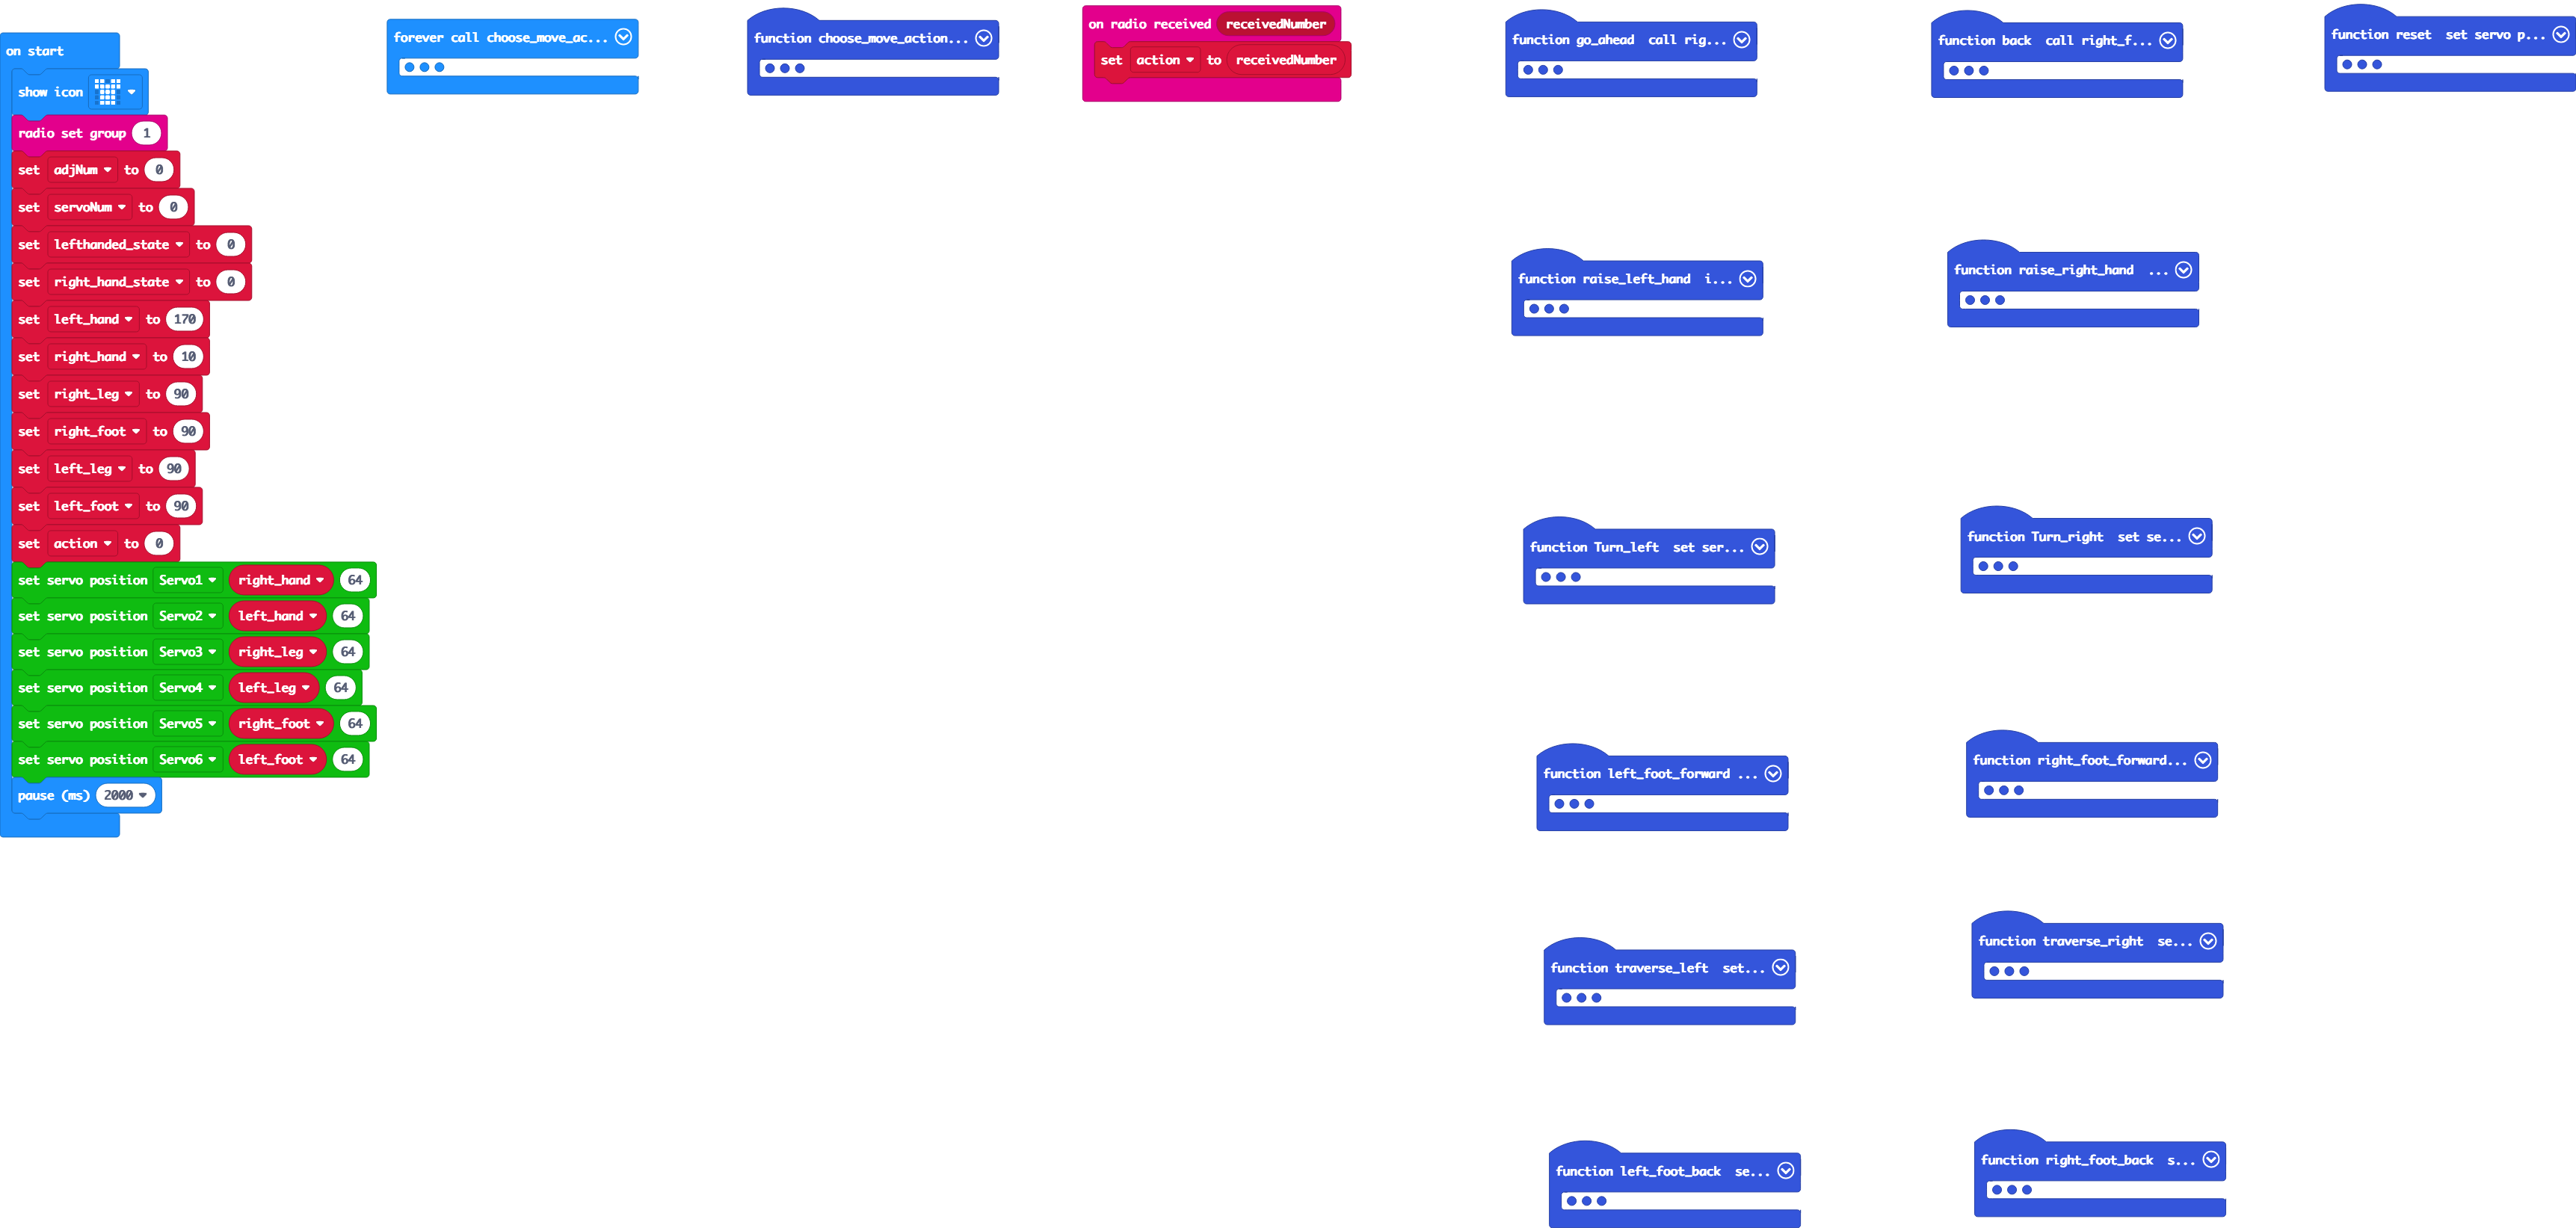 on start
show icon
radio set group 1
set adjNum to 0
set servoNum to 0
set lefthanded_state to 0
set right_hand_state to 0
set left_hand to 170
set right_hand to 10
set right_leg to 90
set right_foot to 90
set left_leg to 90
set left_foot to 90
set action to 0
set servo position Servo1 right_hand 64
set servo position Servo2 left_hand 64
set servo position Servo3 right_leg 64
set servo position Servo4 left_leg 64
set servo position Servo5 right_foot 64
set servo position Servo6 left_foot 64
pause (ms) 2000
forever call choose_move_ac...
function choose_move_action...
on radio received receivedNumber
set action to receivedNumber
function go_ahead call rig...
function back call right_f...
function reset set servo p...
function raise_left_hand i...
function raise_right_hand ...
function Turn_left set ser...
function Turn_right set se...
function left_foot_forward ...
function right_foot_forward...
function traverse_left set...
function traverse_right se...
function left_foot_back se...
function right_foot_back s...